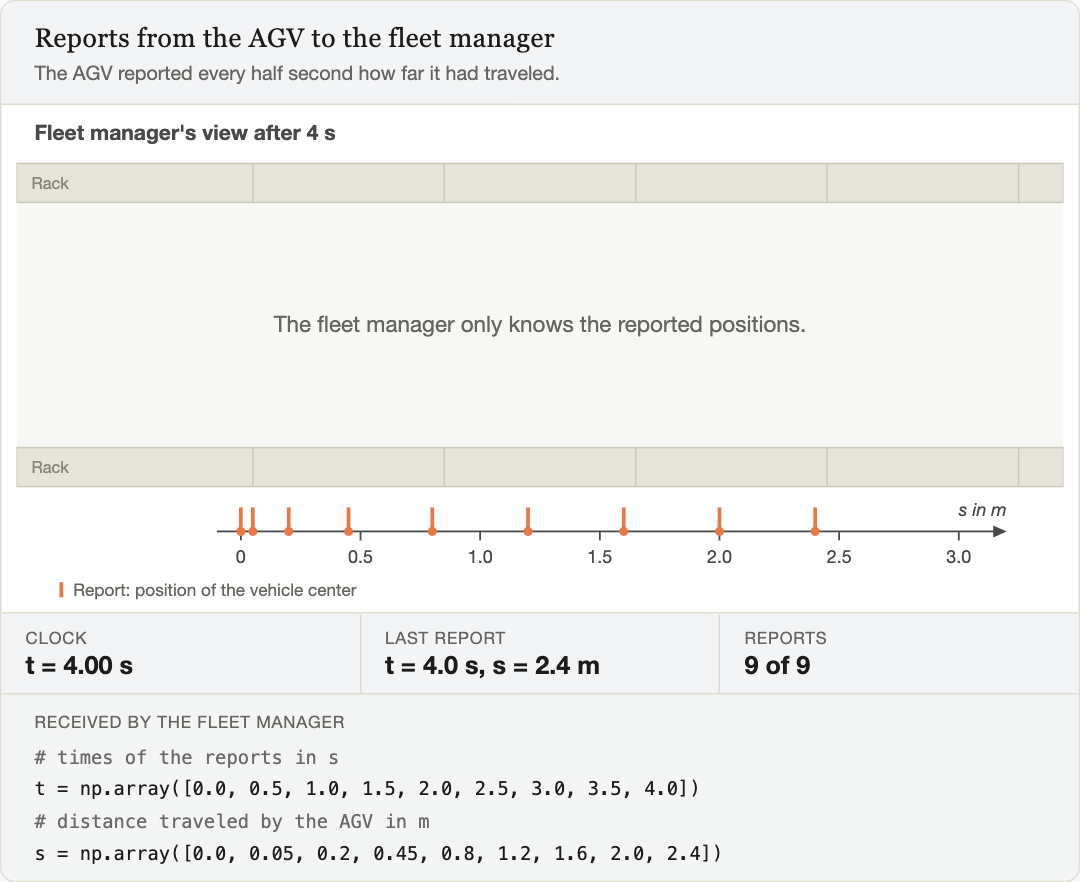 Reports from the AGV to the fleet manager
The AGV reported every half second how far it had traveled.
Fleet manager's view after 4 s
Rack
The fleet manager only knows the reported positions.
Rack
s in m
0 0.5 1.0 1.5 2.0 2.5 3.0
Report: position of the vehicle center
CLOCK
t = 4.00 s
LAST REPORT
t = 4.0 s, s = 2.4 m
REPORTS
9 of 9
RECEIVED BY THE FLEET MANAGER
# times of the reports in s
t = np.array([0.0, 0.5, 1.0, 1.5, 2.0, 2.5, 3.0, 3.5, 4.0])
# distance traveled by the AGV in m
s = np.array([0.0, 0.05, 0.2, 0.45, 0.8, 1.2, 1.6, 2.0, 2.4])